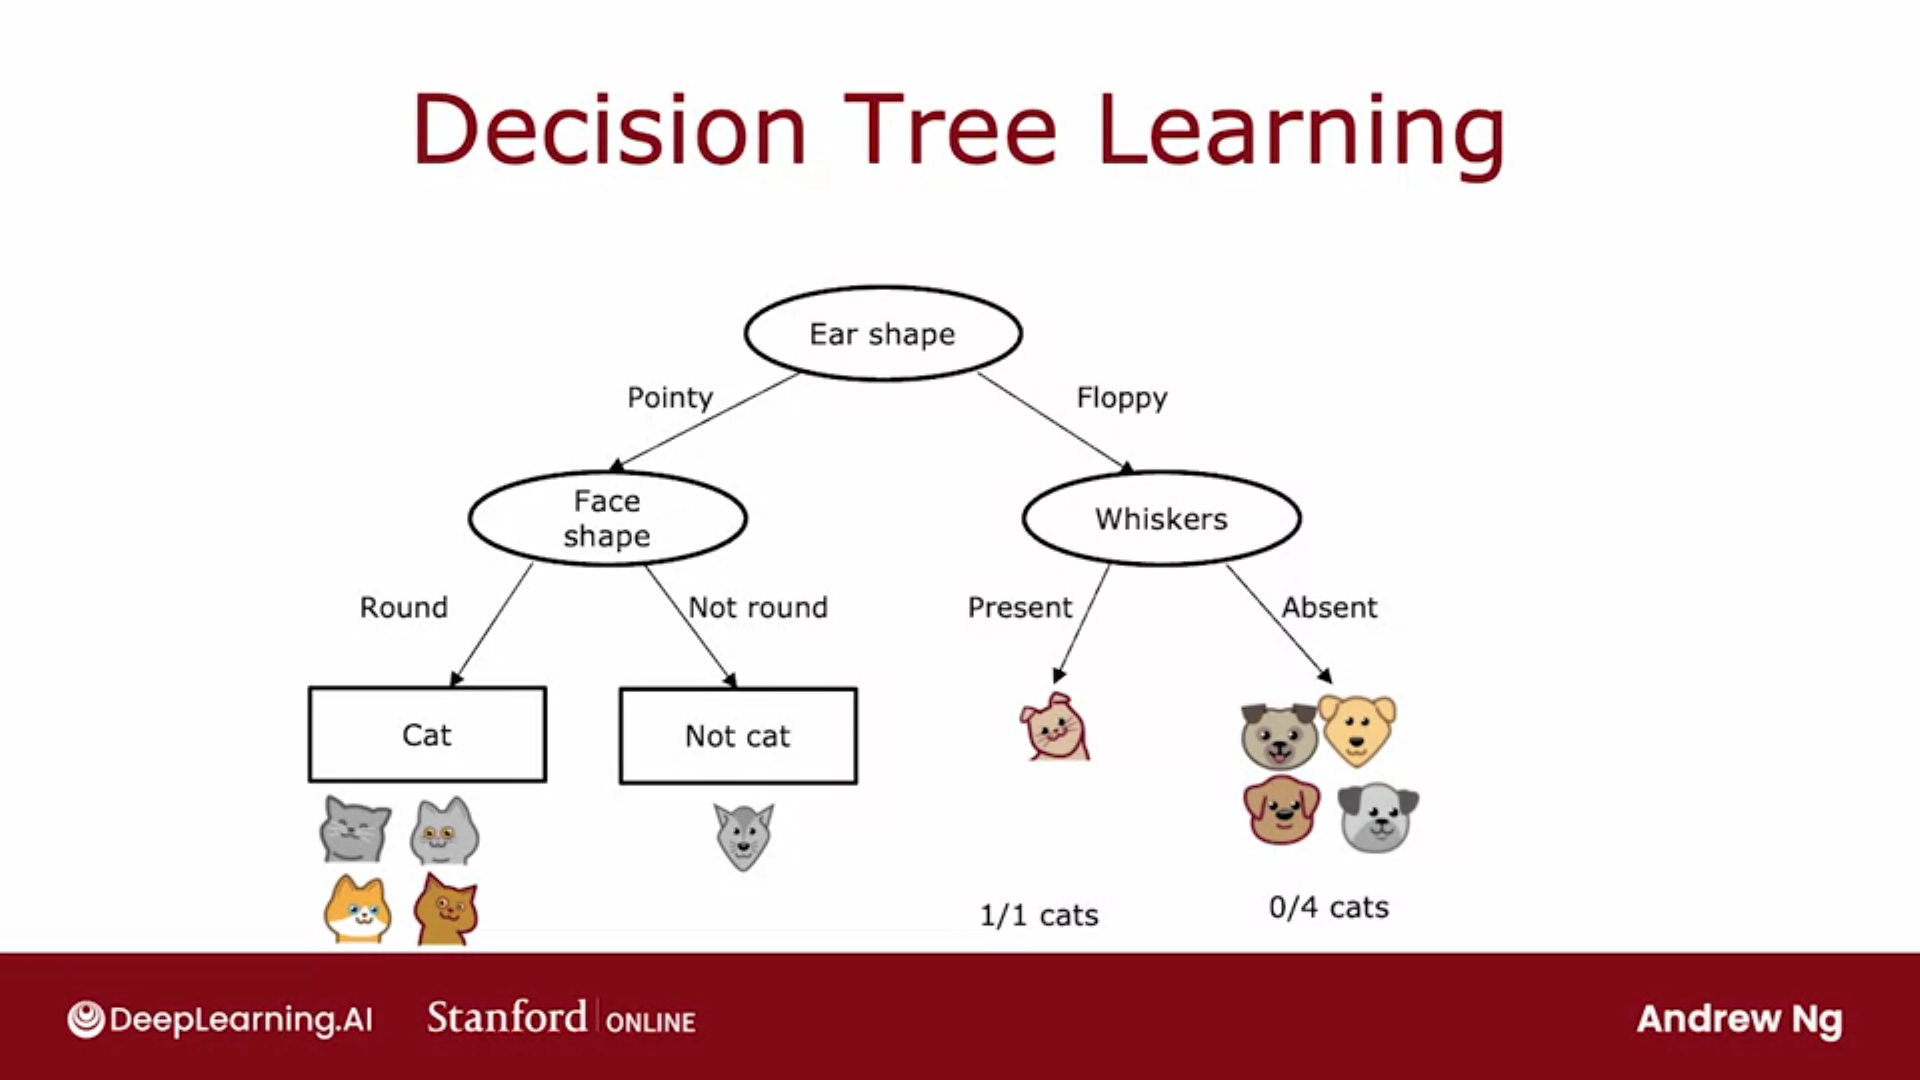 Decision Tree Learning
Ear shape
Pointy
Floppy
Face
shape
Whiskers
Round
Not round
Present
Absent
Cat
Not cat
1/1 cats
0/4 cats
DeepLearning.AI
Stanford ONLINE
Andrew Ng